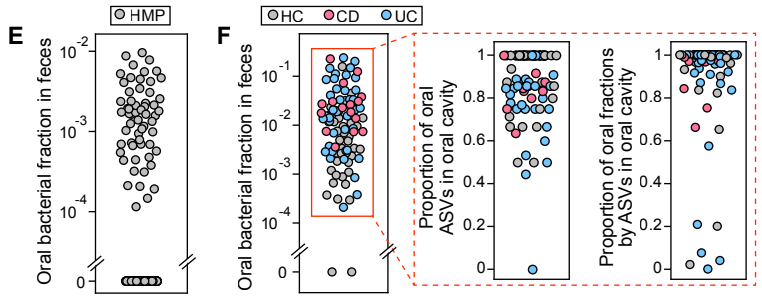 E
HMP
Oral bacterial fraction in feces
10-2
10-3
10-4
0
F
HC CD UC
Oral bacterial fraction in feces
10-1
10-2
10-3
10-4
0
Proportion of oral
ASVs in oral cavity
1
0.8
0.6
0.4
0.2
0
Proportion of oral fractions
by ASVs in oral cavity
1
0.8
0.6
0.4
0.2
0